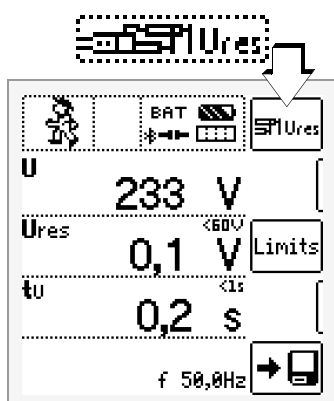 Ures
BAT
Ures
U
233 V
Ures <60V
0,1 V
Limits
tU <1s
0,2 s
f 50,0Hz